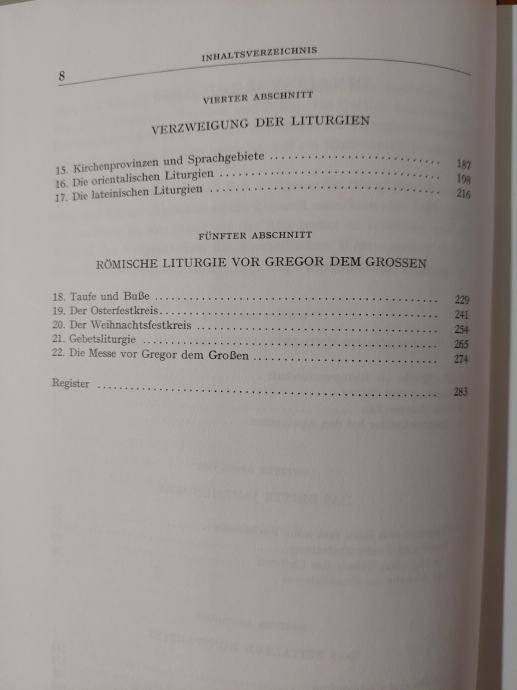 8
INHALTSVERZEICHNIS
VIERTER ABSCHNITT
VERZWEIGUNG DER LITURGIEN
15. Kirchenprovinzen und Sprachgebiete ........................ 187
16. Die orientalischen Liturgien ........................ 198
17. Die lateinischen Liturgien ........................ 216
FÜNFTER ABSCHNITT
RÖMISCHE LITURGIE VOR GREGOR DEM GROSSEN
18. Taufe und Buße ........................ 229
19. Der Osterfestkreis ........................ 241
20. Der Weihnachtsfestkreis ........................ 254
21. Gebetsliturgie ........................ 265
22. Die Messe vor Gregor dem Großen ........................ 274
Register ........................ 283